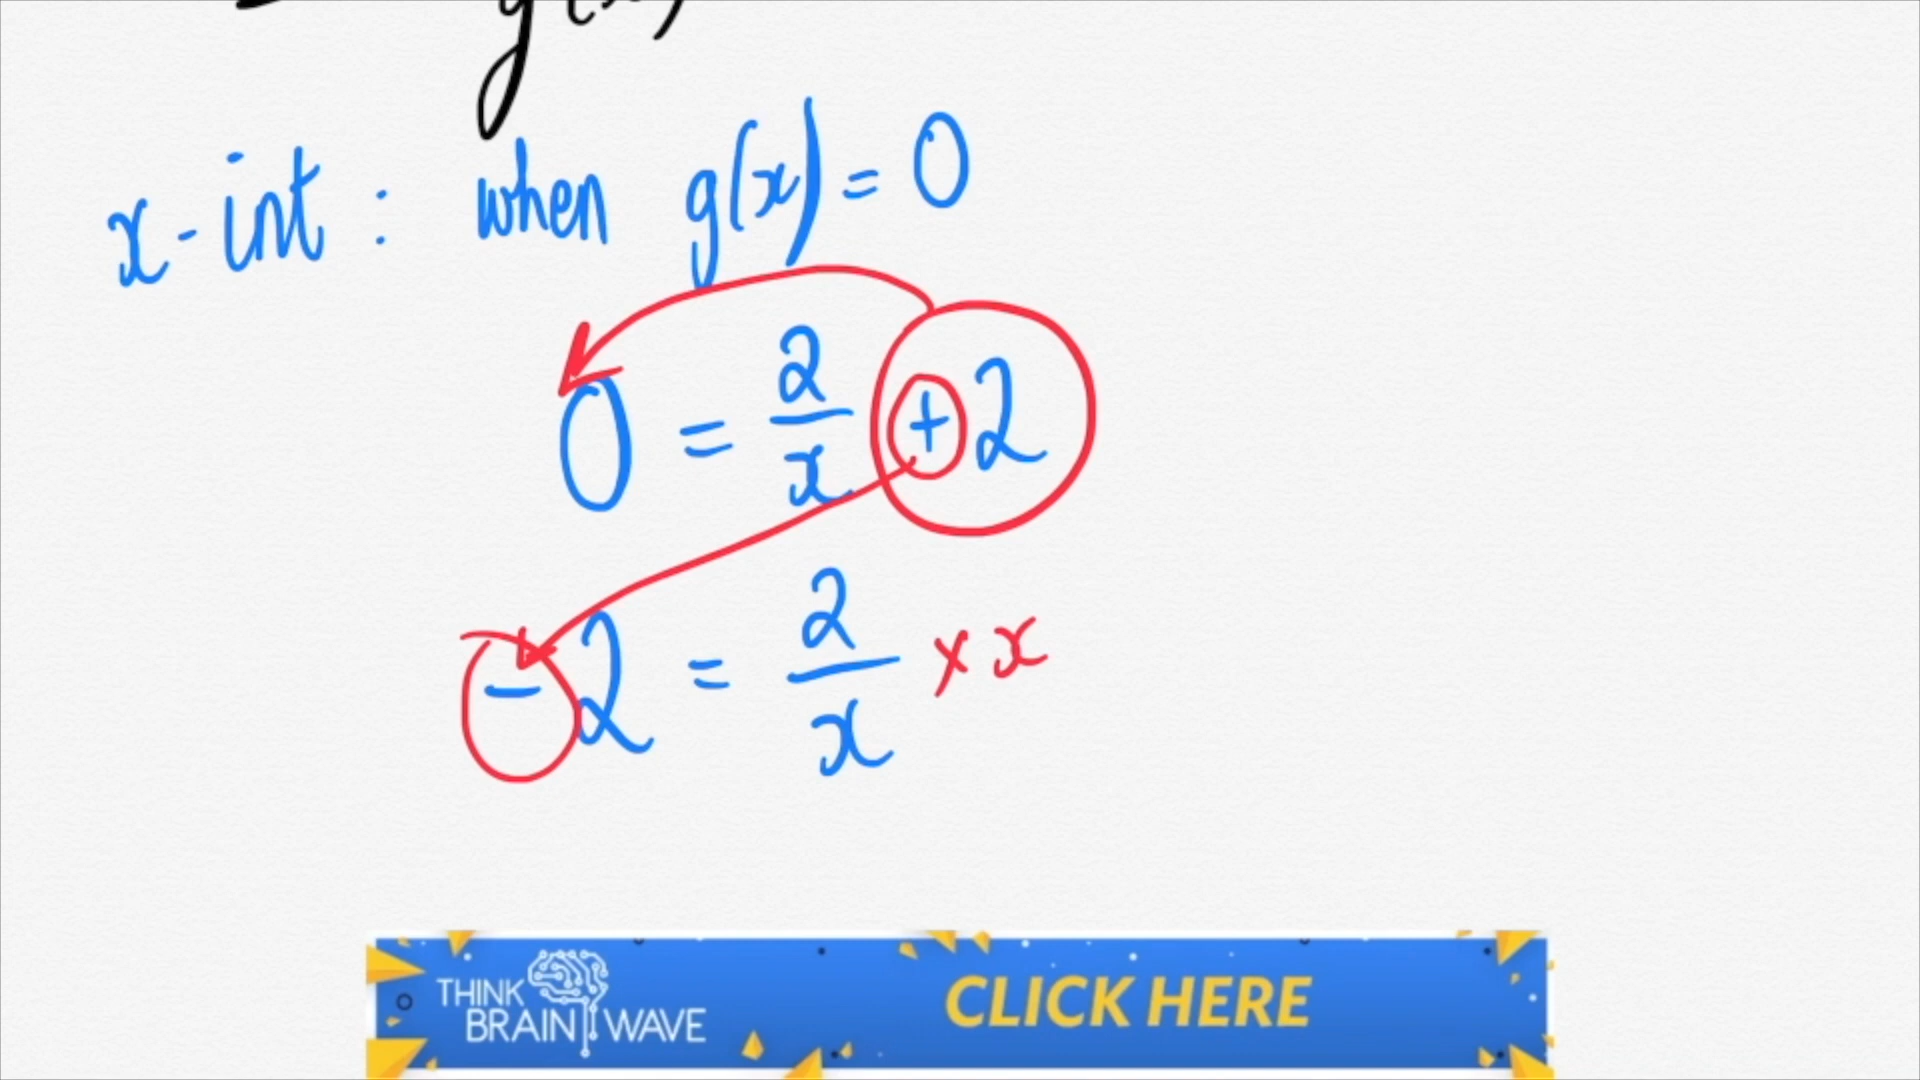 g(x)
x-int : when g(x) = 0
0 = 2/x + 2
-2 = 2/x × x
THINK BRAIN WAVE
CLICK HERE